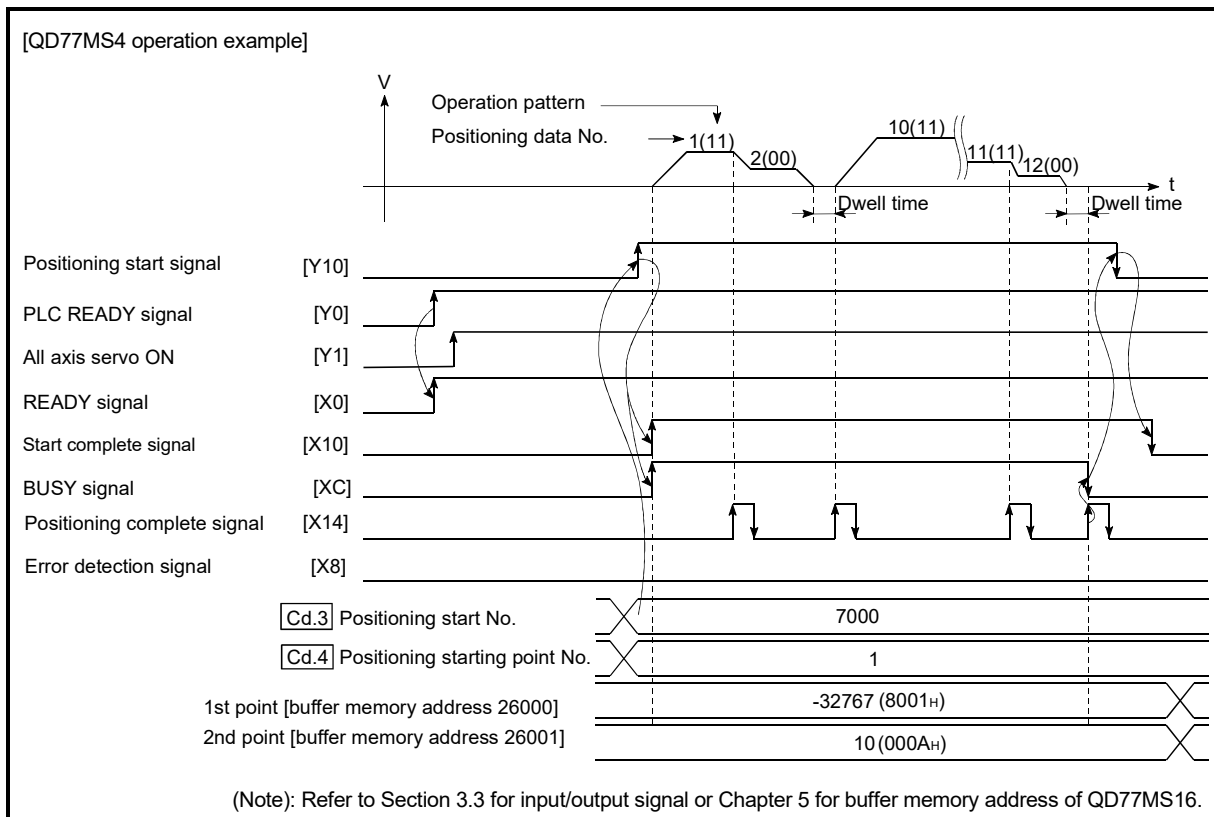 [QD77MS4 operation example]
V
Operation pattern
Positioning data No.
1(11)
2(00)
10(11)
11(11)
12(00)
t
Dwell time
Dwell time
Positioning start signal [Y10]
PLC READY signal [Y0]
All axis servo ON [Y1]
READY signal [X0]
Start complete signal [X10]
BUSY signal [XC]
Positioning complete signal [X14]
Error detection signal [X8]
Cd.3 Positioning start No. 7000
Cd.4 Positioning starting point No. 1
1st point [buffer memory address 26000] -32767 (8001H)
2nd point [buffer memory address 26001] 10 (000AH)
(Note): Refer to Section 3.3 for input/output signal or Chapter 5 for buffer memory address of QD77MS16.